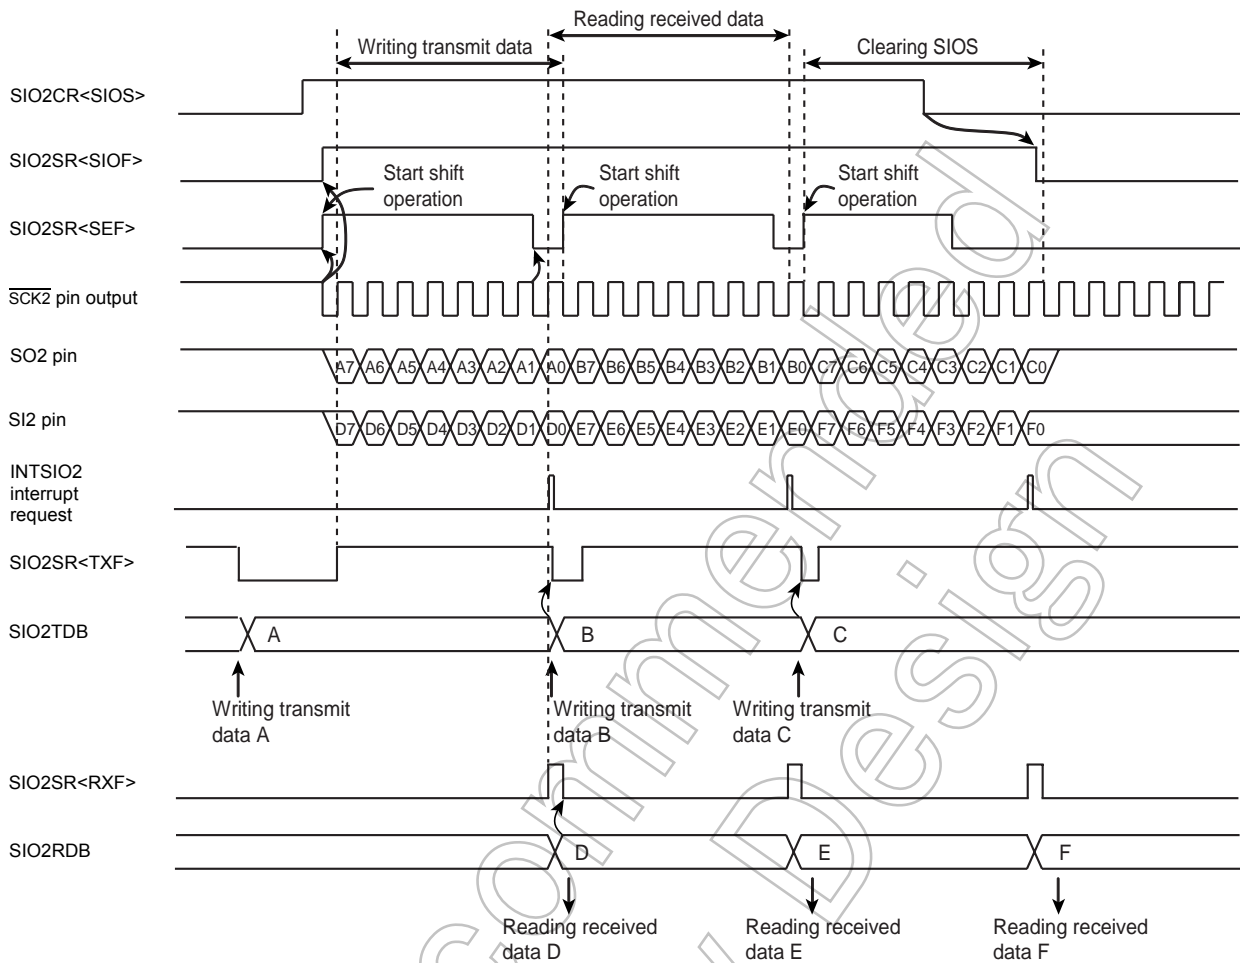 Reading received data
Writing transmit data
Clearing SIOS
SIO2CR<SIOS>
SIO2SR<SIOF>
Start shift
operation
Start shift
operation
Start shift
operation
SIO2SR<SEF>
SCK2 pin output
SO2 pin
A7 A6 A5 A4 A3 A2 A1 A0 B7 B6 B5 B4 B3 B2 B1 B0 C7 C6 C5 C4 C3 C2 C1 C0
SI2 pin
D7 D6 D5 D4 D3 D2 D1 D0 E7 E6 E5 E4 E3 E2 E1 E0 F7 F6 F5 F4 F3 F2 F1 F0
INTSIO2
interrupt
request
SIO2SR<TXF>
SIO2TDB
A
B
C
Writing transmit
data A
Writing transmit
data B
Writing transmit
data C
SIO2SR<RXF>
SIO2RDB
D
E
F
Reading received
data D
Reading received
data E
Reading received
data F
commended
Design